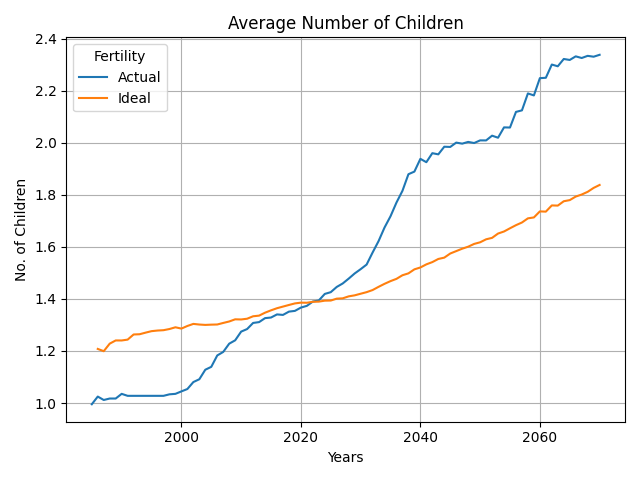 Average Number of Children
Fertility
Actual
Ideal
No. of Children
2.4
2.2
2.0
1.8
1.6
1.4
1.2
1.0
2000 2020 2040 2060
Years